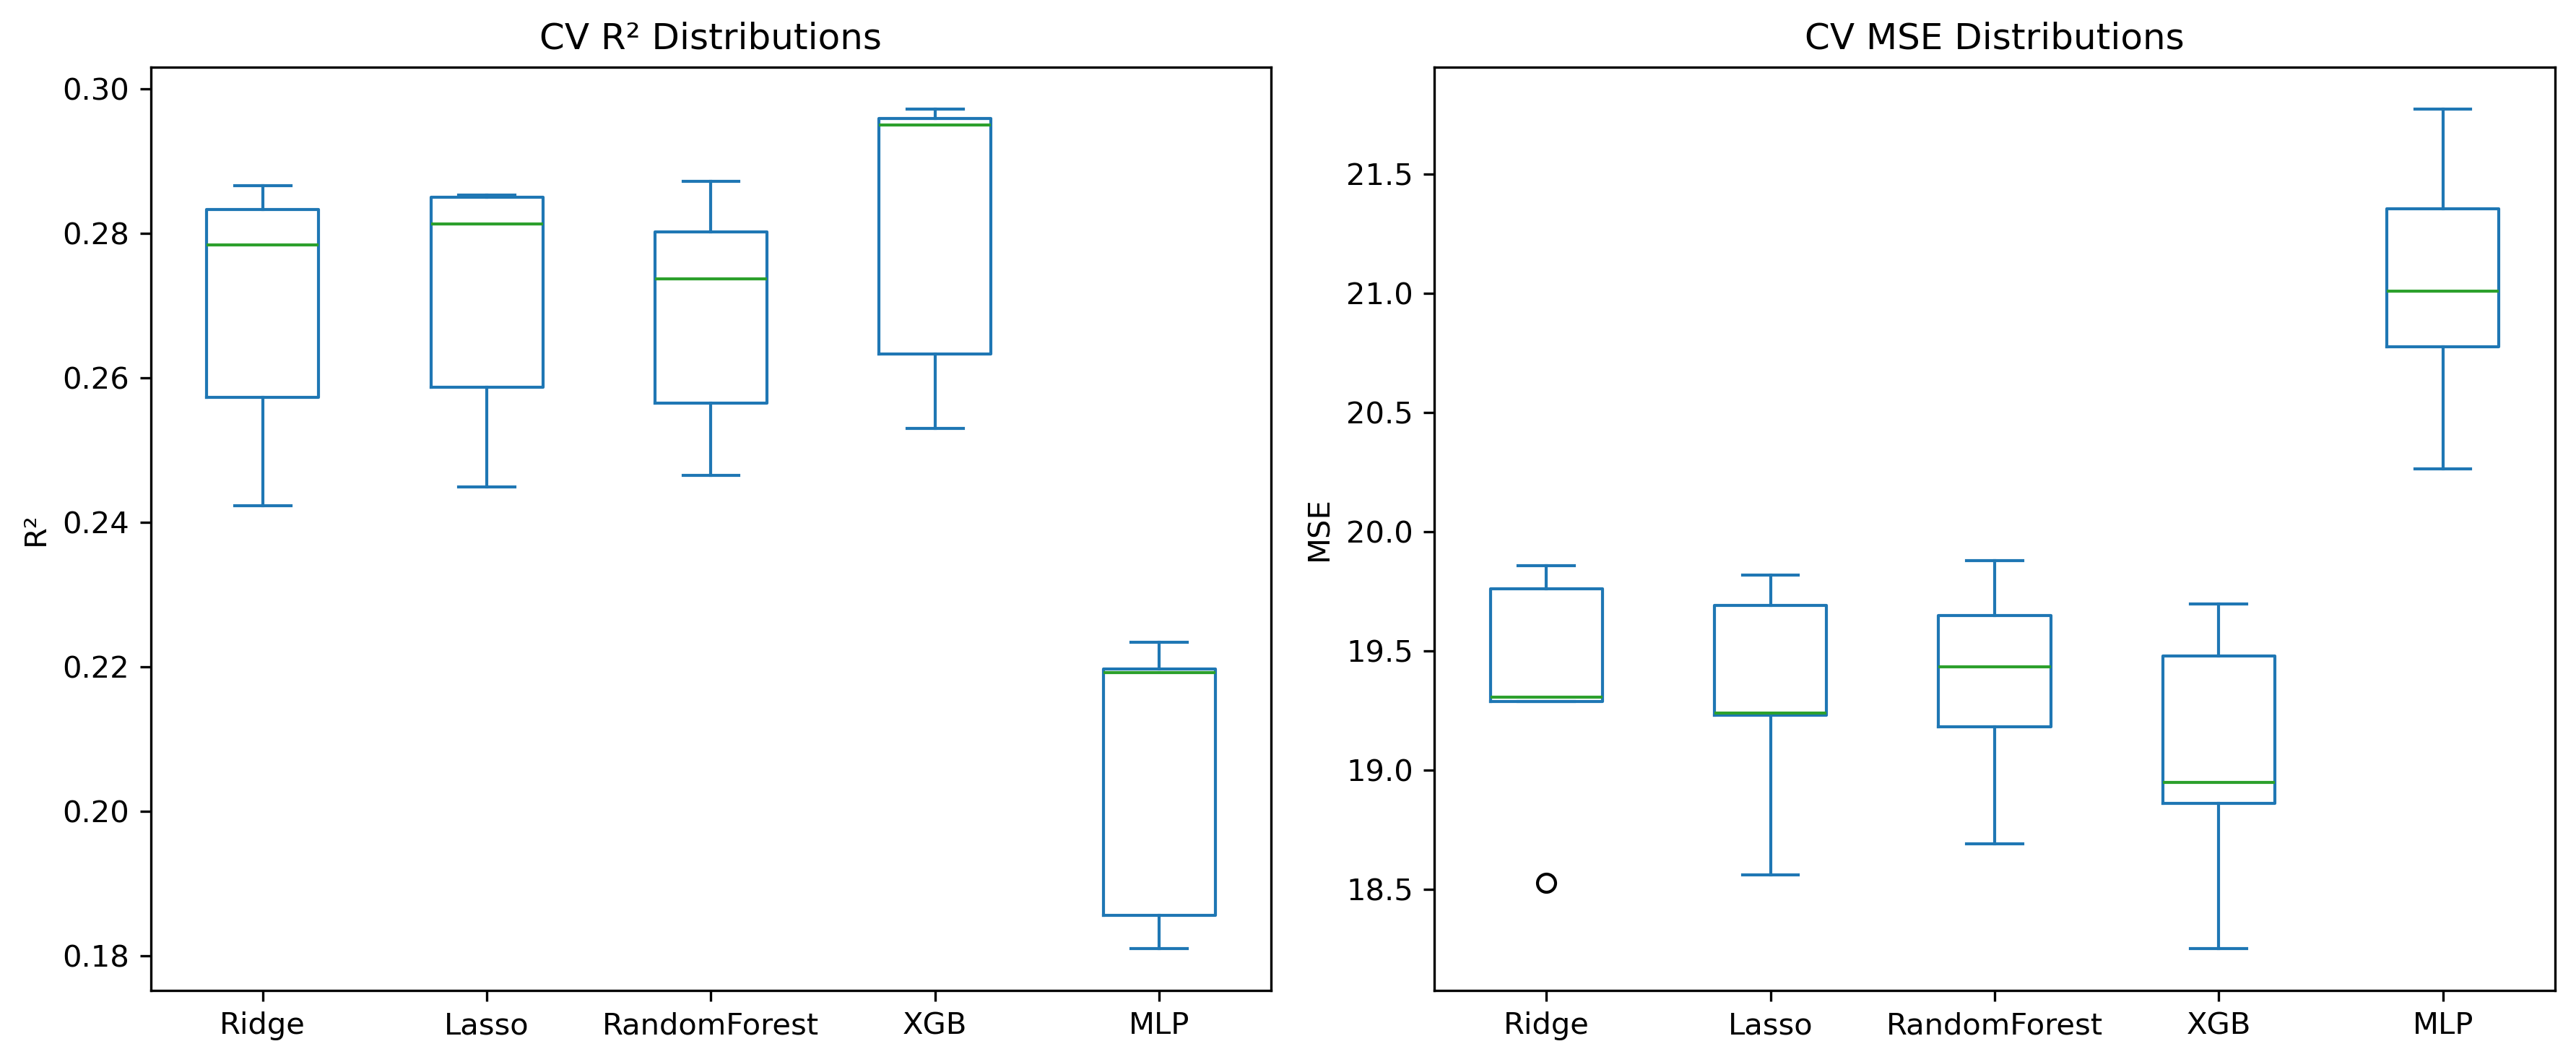 CV R² Distributions
R²
0.30
0.28
0.26
0.24
0.22
0.20
0.18
Ridge Lasso RandomForest XGB MLP
CV MSE Distributions
MSE
21.5
21.0
20.5
20.0
19.5
19.0
18.5
Ridge Lasso RandomForest XGB MLP